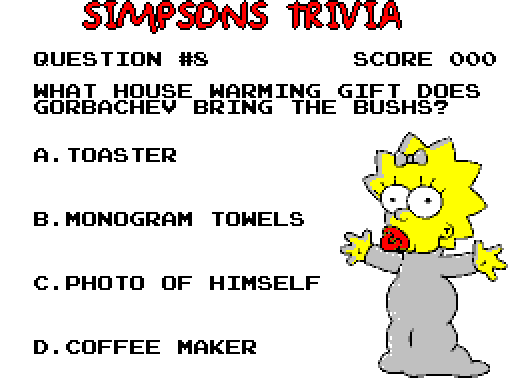 SIMPSONS TRIVIA
QUESTION #8 SCORE 000
WHAT HOUSE WARMING GIFT DOES
GORBACHEV BRING THE BUSHS?
A.TOASTER
B.MONOGRAM TOWELS
C.PHOTO OF HIMSELF
D.COFFEE MAKER